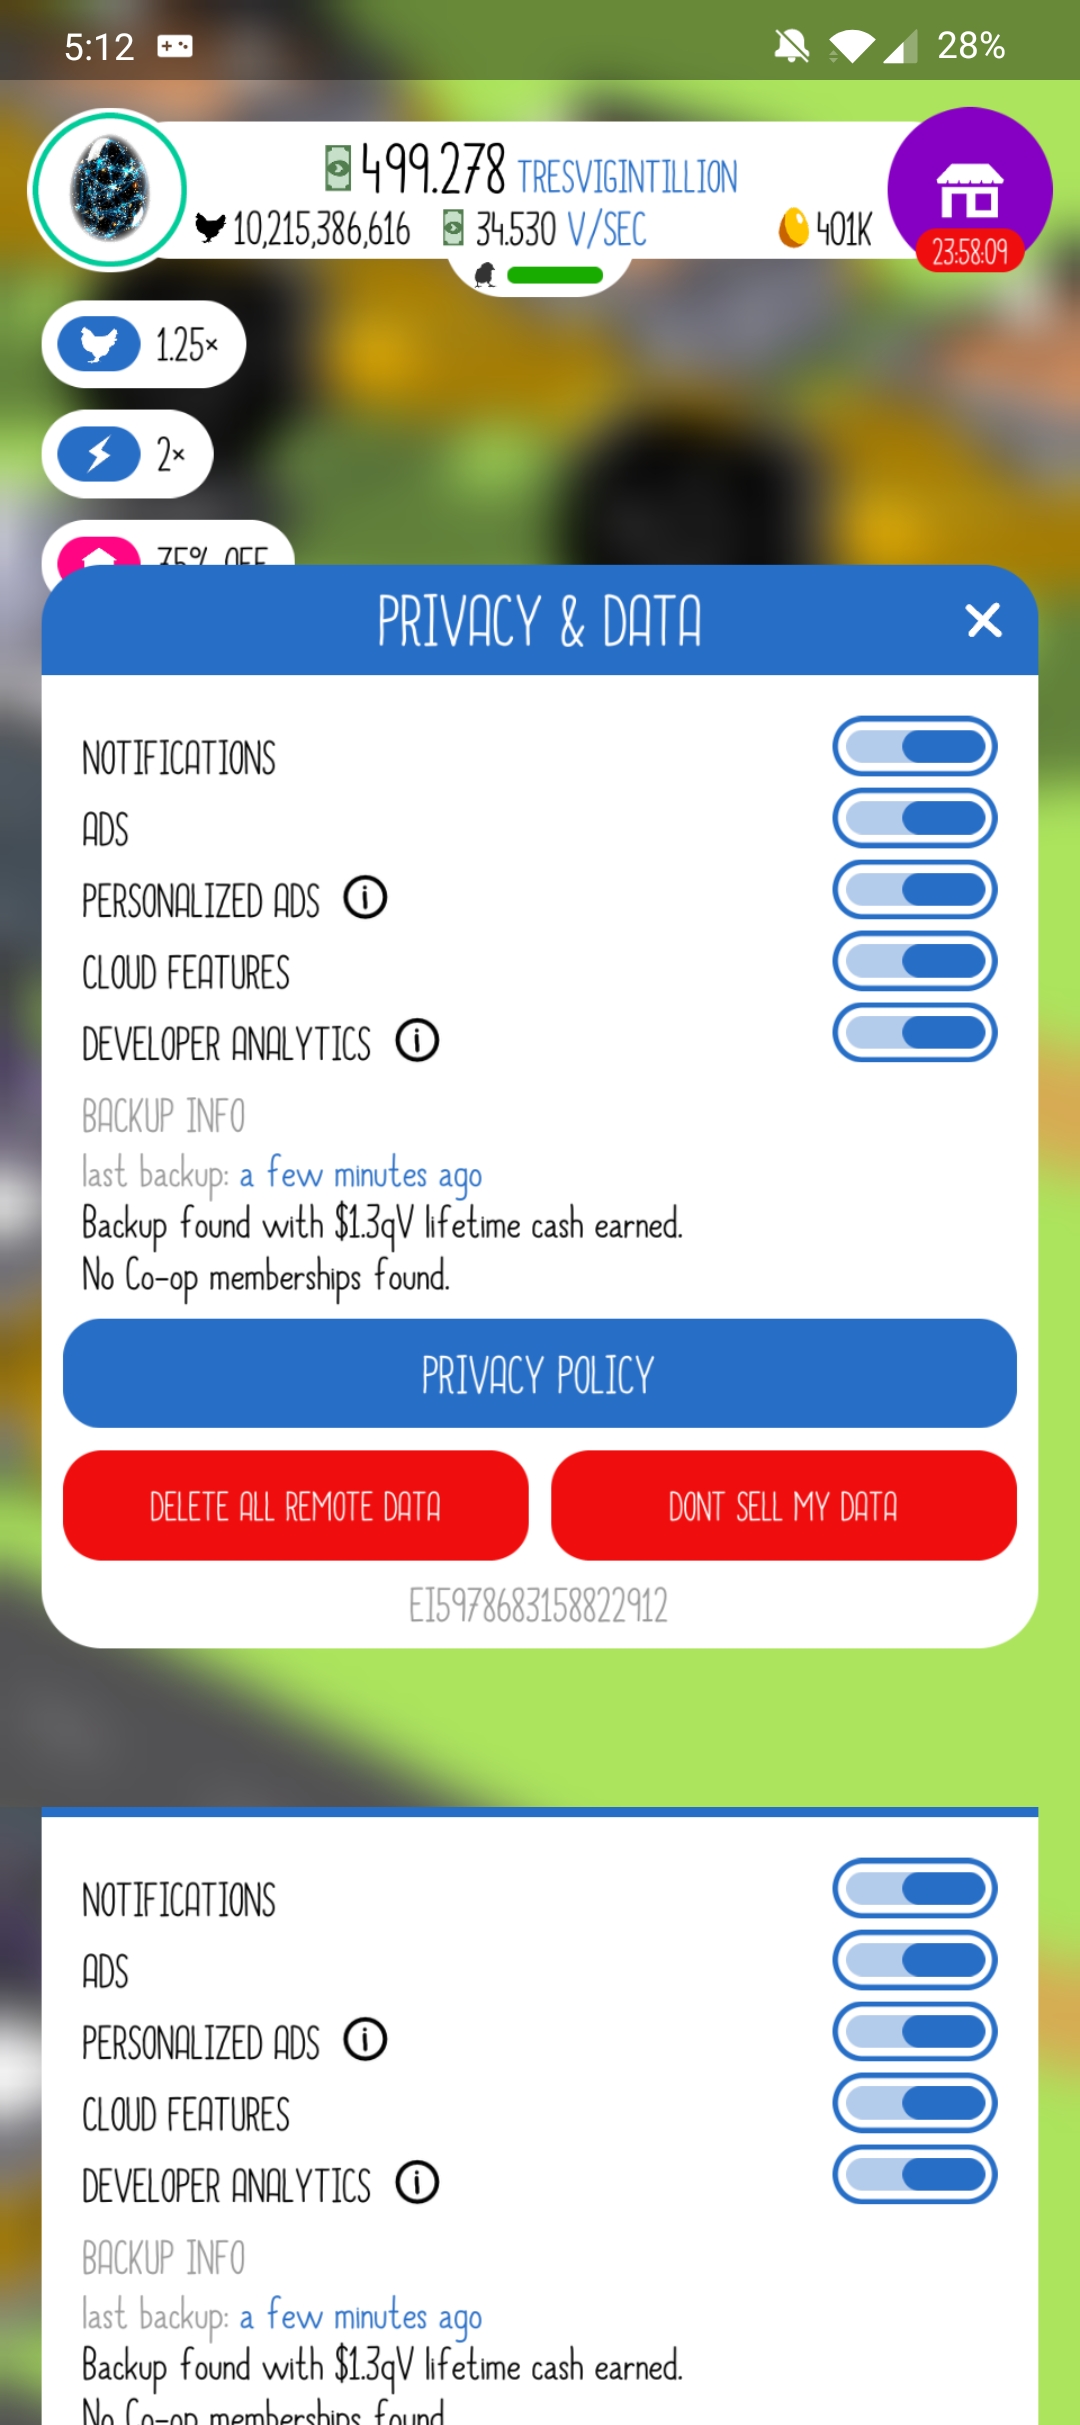 5:12
28%
499.278 TRESVIGINTILLION
10,215,386,616 34.530 V/SEC 401K
23:58:09
1.25×
2×
75% OFF
PRIVACY & DATA
NOTIFICATIONS
ADS
PERSONALIZED ADS
CLOUD FEATURES
DEVELOPER ANALYTICS
BACKUP INFO
last backup: a few minutes ago
Backup found with $1.3qV lifetime cash earned.
No Co-op memberships found.
PRIVACY POLICY
DELETE ALL REMOTE DATA
DONT SELL MY DATA
EI5978683158822912
NOTIFICATIONS
ADS
PERSONALIZED ADS
CLOUD FEATURES
DEVELOPER ANALYTICS
BACKUP INFO
last backup: a few minutes ago
Backup found with $1.3qV lifetime cash earned.
No Co-op memberships found